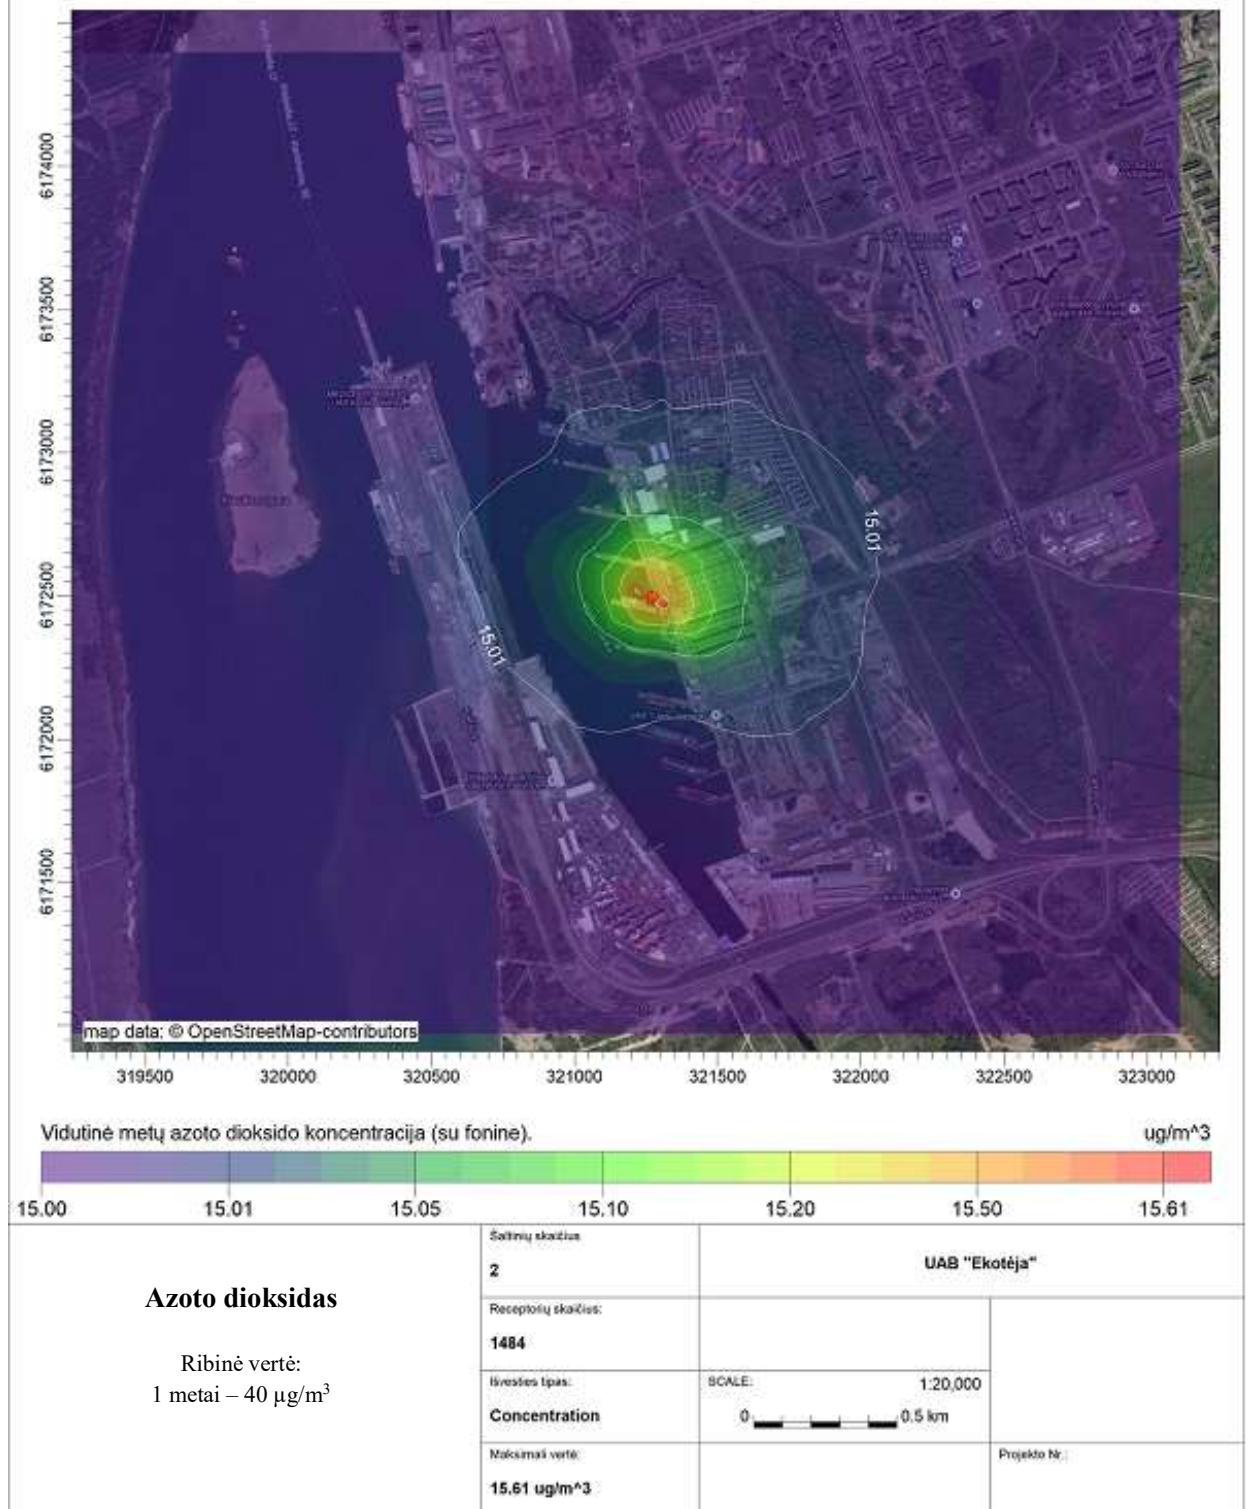 6174000
6173500
6173000
6172500
6172000
6171500
15.01
15.01
map data: © OpenStreetMap-contributors
319500 320000 320500 321000 321500 322000 322500 323000
Vidutinė metų azoto dioksido koncentracija (su fonine). ug/m^3
15.00 15.01 15.05 15.10 15.20 15.50 15.61
Azoto dioksidas
Ribinė vertė:
1 metai – 40 µg/m³
Šaltinių skaičius
2
UAB "Ekotėja"
Receptorių skaičius:
1484
Išvesties tipas:
Concentration
SCALE: 1:20,000
0 0.5 km
Maksimali vertė:
15.61 ug/m^3
Projekto Nr.: